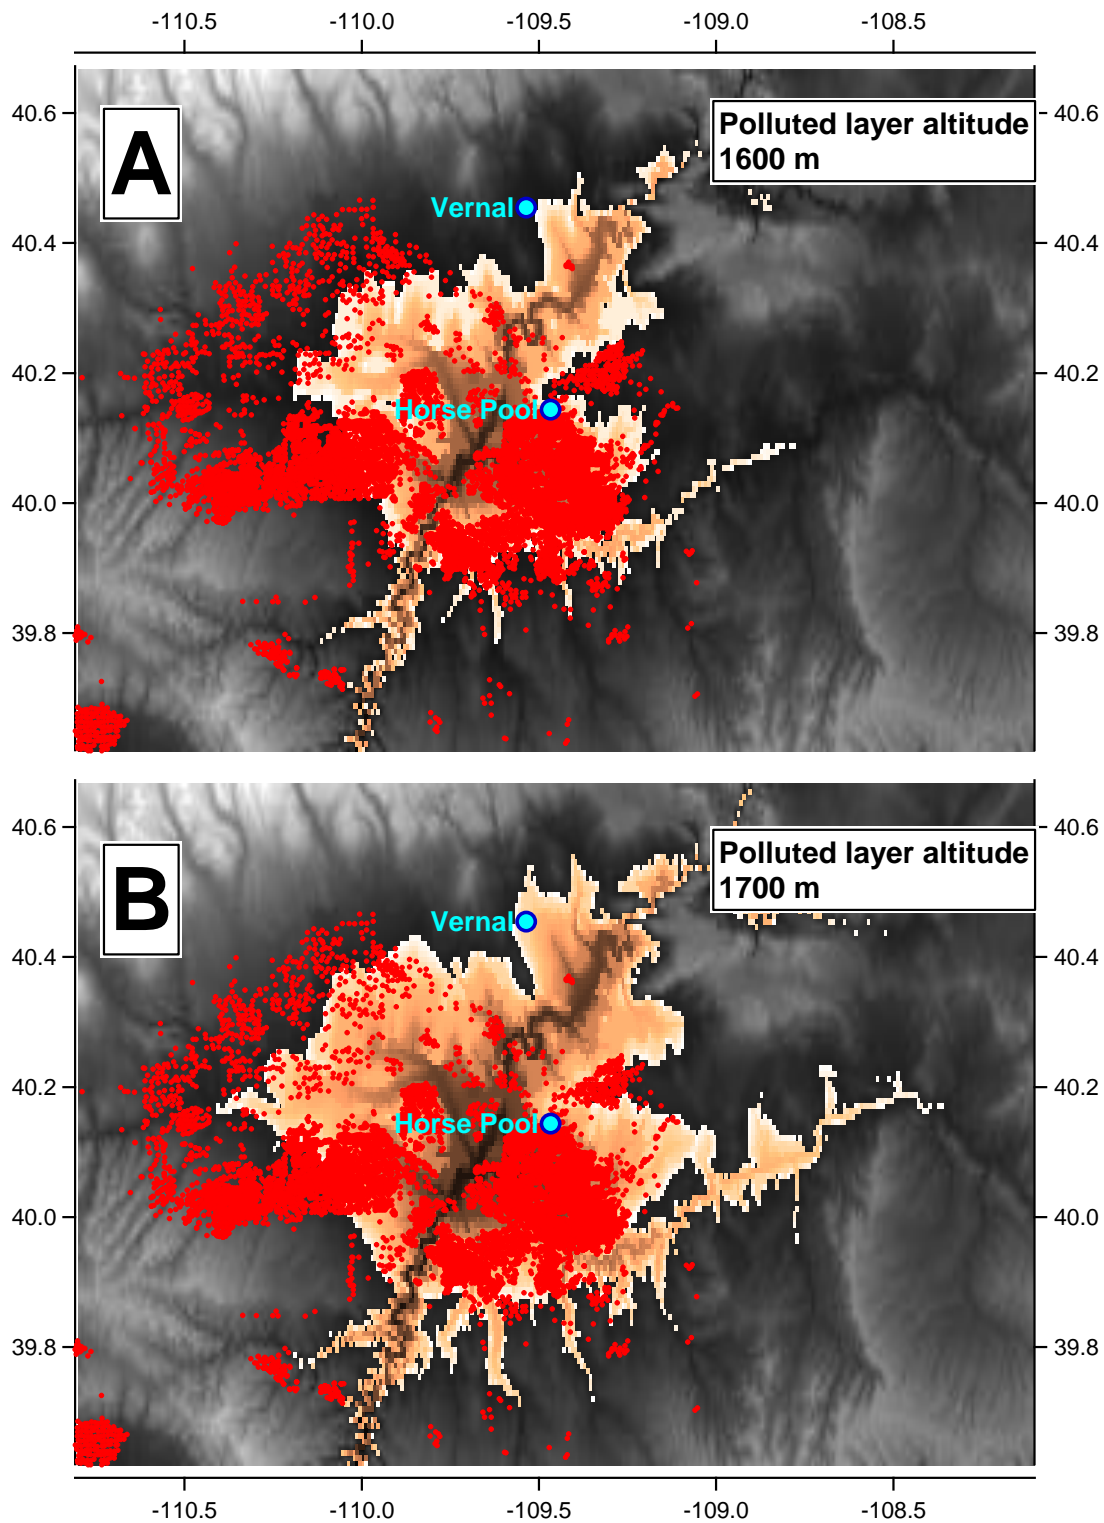 -110.5 -110.0 -109.5 -109.0 -108.5
A
Polluted layer altitude
1600 m
40.6 40.6
Vernal
40.4 40.4
40.2 40.2
Horse Pool
40.0 40.0
39.8 39.8
B
Polluted layer altitude
1700 m
40.6 40.6
Vernal
40.4 40.4
40.2 40.2
Horse Pool
40.0 40.0
39.8 39.8
-110.5 -110.0 -109.5 -109.0 -108.5